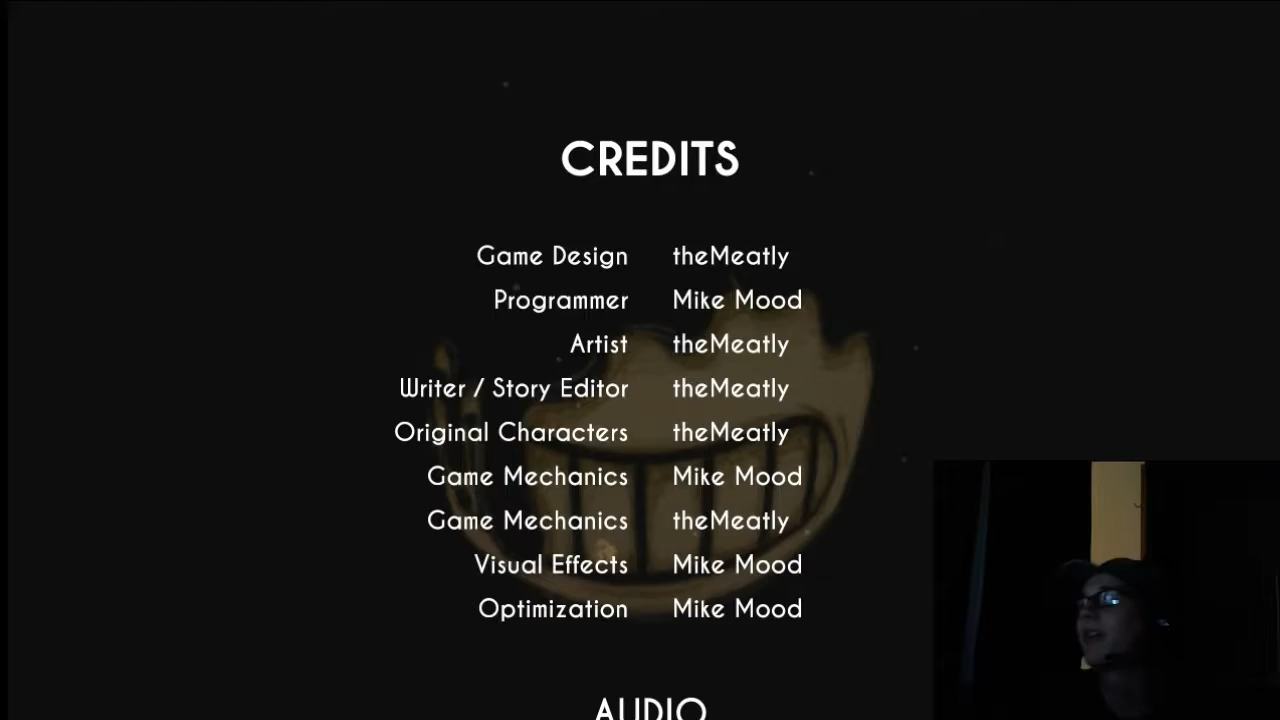 CREDITS
Game Design theMeatly
Programmer Mike Mood
Artist theMeatly
Writer / Story Editor theMeatly
Original Characters theMeatly
Game Mechanics Mike Mood
Game Mechanics theMeatly
Visual Effects Mike Mood
Optimization Mike Mood
AUDIO